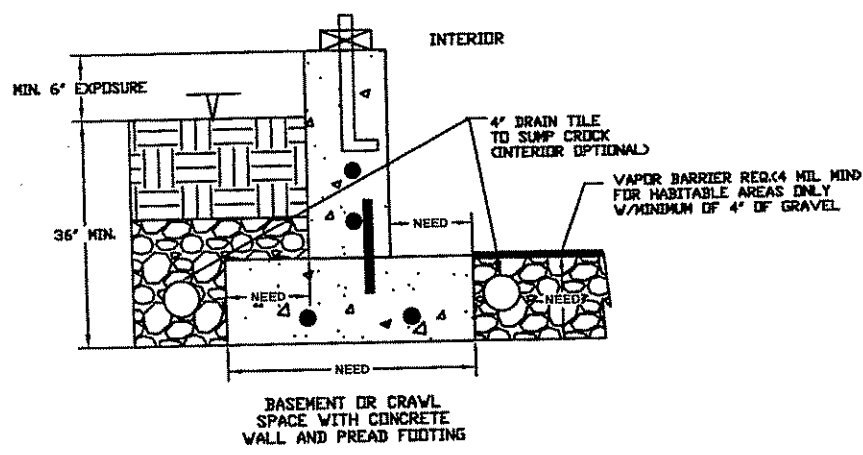 INTERIOR
MIN. 6" EXPOSURE
4" DRAIN TILE
TO SUMP CROCK
(INTERIOR OPTIONAL)
VAPOR BARRIER REQ.(4 MIL MIN)
FOR HABITABLE AREAS ONLY
W/MINIMUM OF 4" OF GRAVEL
36" MIN.
NEED
NEED
NEED
NEED
BASEMENT OR CRAWL
SPACE WITH CONCRETE
WALL AND PREAD FOOTING